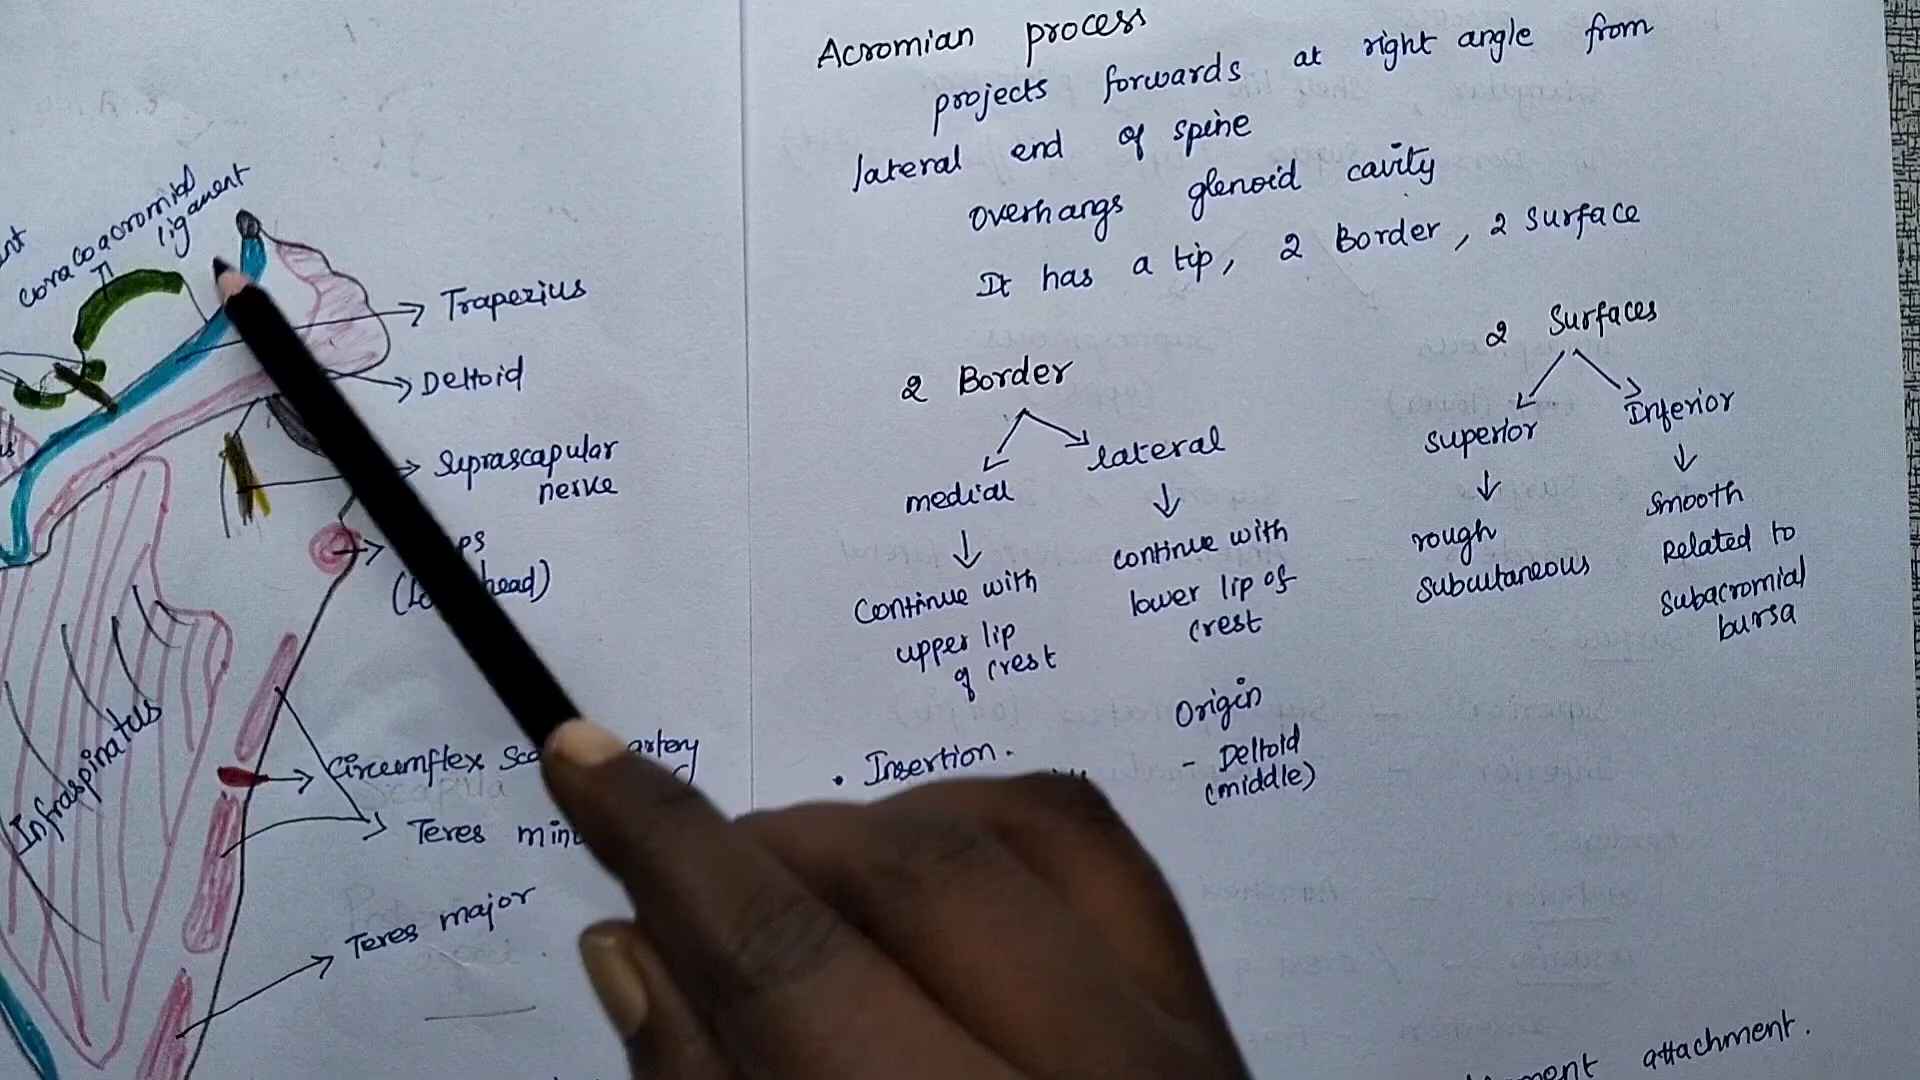 coracoacromial
ligament
Trapezius
Deltoid
Suprascapular
nerve
Infraspinatus
Circumflex
artery
Teres
Teres major
Acromian process
projects forwards at right angle from
lateral end of spine
overhangs glenoid cavity
It has a tip, 2 Border, 2 surface
2 Border
medial
continue with
upper lip
of crest
• Insertion.
lateral
continue with
lower lip of
crest
Origin
- Deltoid
(middle)
2 Surfaces
superior
rough
subcutaneous
Inferior
smooth
Related to
subacromial
bursa
attachment.